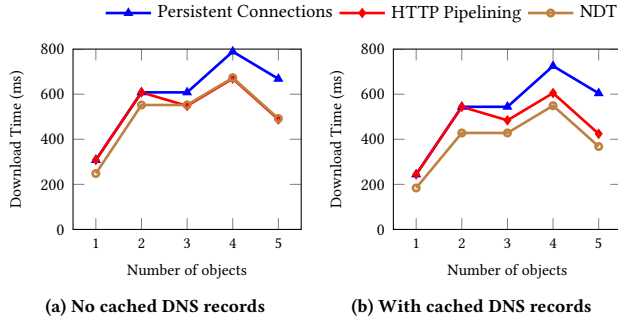 Persistent Connections HTTP Pipelining NDT
800
600
400
200
0
Download Time (ms)
1 2 3 4 5
Number of objects
(a) No cached DNS records
800
600
400
200
0
Download Time (ms)
1 2 3 4 5
Number of objects
(b) With cached DNS records